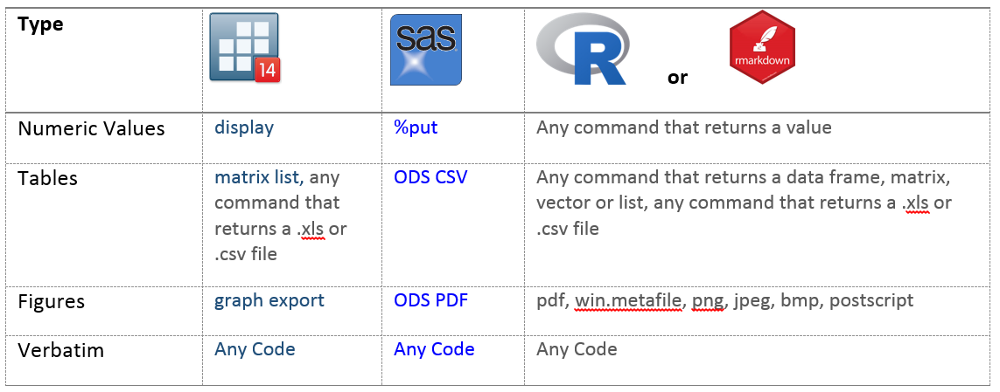 Type
14
sas
R
or
rmarkdown
Numeric Values
display
%put
Any command that returns a value
Tables
matrix list, any
command that
returns a .xls or
.csv file
ODS CSV
Any command that returns a data frame, matrix,
vector or list, any command that returns a .xls or
.csv file
Figures
graph export
ODS PDF
pdf, win.metafile, png, jpeg, bmp, postscript
Verbatim
Any Code
Any Code
Any Code